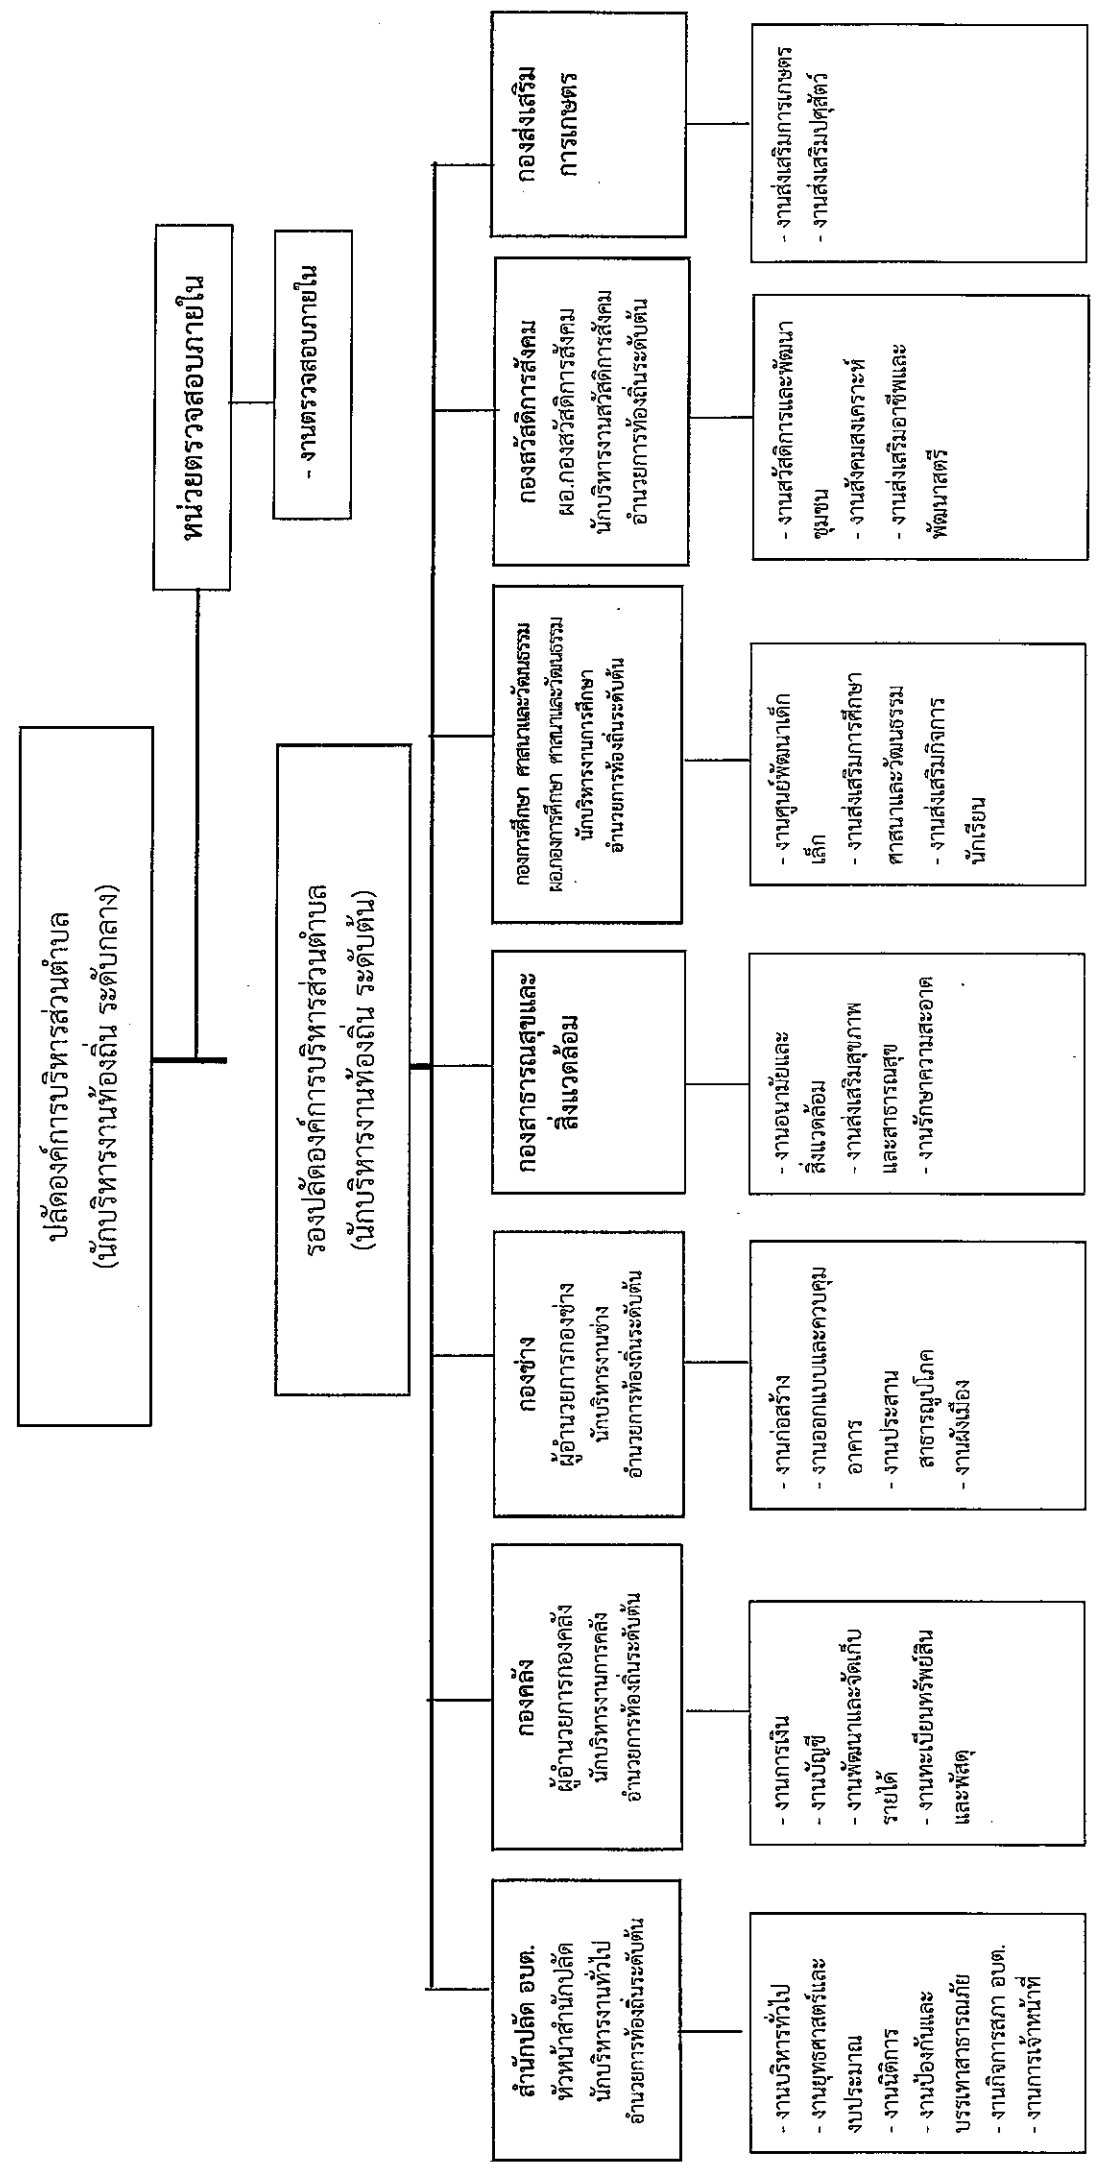 ปลัดองค์การบริหารส่วนตำบล
(นักบริหารงานท้องถิ่น ระดับกลาง)
หน่วยตรวจสอบภายใน
- งานตรวจสอบภายใน
รองปลัดองค์การบริหารส่วนตำบล
(นักบริหารงานท้องถิ่น ระดับต้น)
สำนักปลัด อบต.
หัวหน้าสำนักปลัด
นักบริหารงานทั่วไป
อำนวยการท้องถิ่นระดับต้น
กองคลัง
ผู้อำนวยการกองคลัง
นักบริหารงานการคลัง
อำนวยการท้องถิ่นระดับต้น
กองช่าง
ผู้อำนวยการกองช่าง
นักบริหารงานช่าง
อำนวยการท้องถิ่นระดับต้น
กองสาธารณสุขและ
สิ่งแวดล้อม
กองการศึกษา ศาสนาและวัฒนธรรม
ผอ.กองการศึกษา ศาสนาและวัฒนธรรม
นักบริหารงานการศึกษา
อำนวยการท้องถิ่นระดับต้น
กองสวัสดิการสังคม
ผอ.กองสวัสดิการสังคม
นักบริหารงานสวัสดิการสังคม
อำนวยการท้องถิ่นระดับต้น
กองส่งเสริม
การเกษตร
- งานบริหารทั่วไป
- งานยุทธศาสตร์และ
งบประมาณ
- งานนิติการ
- งานป้องกันและ
บรรเทาสาธารณภัย
- งานกิจการสภา อบต.
- งานการเจ้าหน้าที่
- งานการเงิน
- งานบัญชี
- งานพัฒนาและจัดเก็บ
รายได้
- งานทะเบียนทรัพย์สิน
และพัสดุ
- งานก่อสร้าง
- งานออกแบบและควบคุม
อาคาร
- งานประสาน
สาธารณูปโภค
- งานผังเมือง
- งานอนามัยและ
สิ่งแวดล้อม
- งานส่งเสริมสุขภาพ
และสาธารณสุข
- งานรักษาความสะอาด
- งานศูนย์พัฒนาเด็ก
เล็ก
- งานส่งเสริมการศึกษา
ศาสนาและวัฒนธรรม
- งานส่งเสริมกิจการ
นักเรียน
- งานสวัสดิการและพัฒนา
ชุมชน
- งานสังคมสงเคราะห์
- งานส่งเสริมอาชีพและ
พัฒนาสตรี
- งานส่งเสริมการเกษตร
- งานส่งเสริมปศุสัตว์